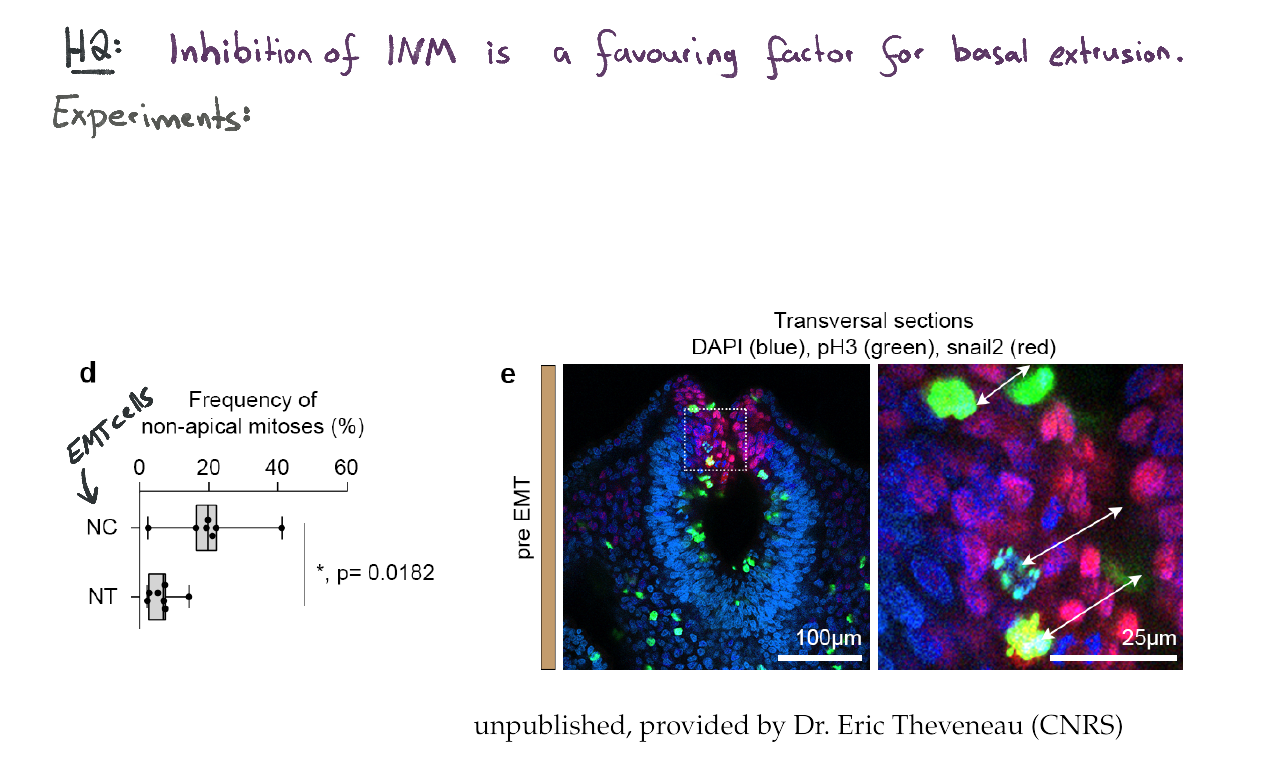 H2: Inhibition of INM is a favouring factor for basal extrusion.
Experiments:
Transversal sections
DAPI (blue), pH3 (green), snail2 (red)
d
e
EMT cells
Frequency of
non-apical mitoses (%)
0 20 40 60
NC
*, p= 0.0182
NT
pre EMT
100µm
25µm
unpublished, provided by Dr. Eric Theveneau (CNRS)